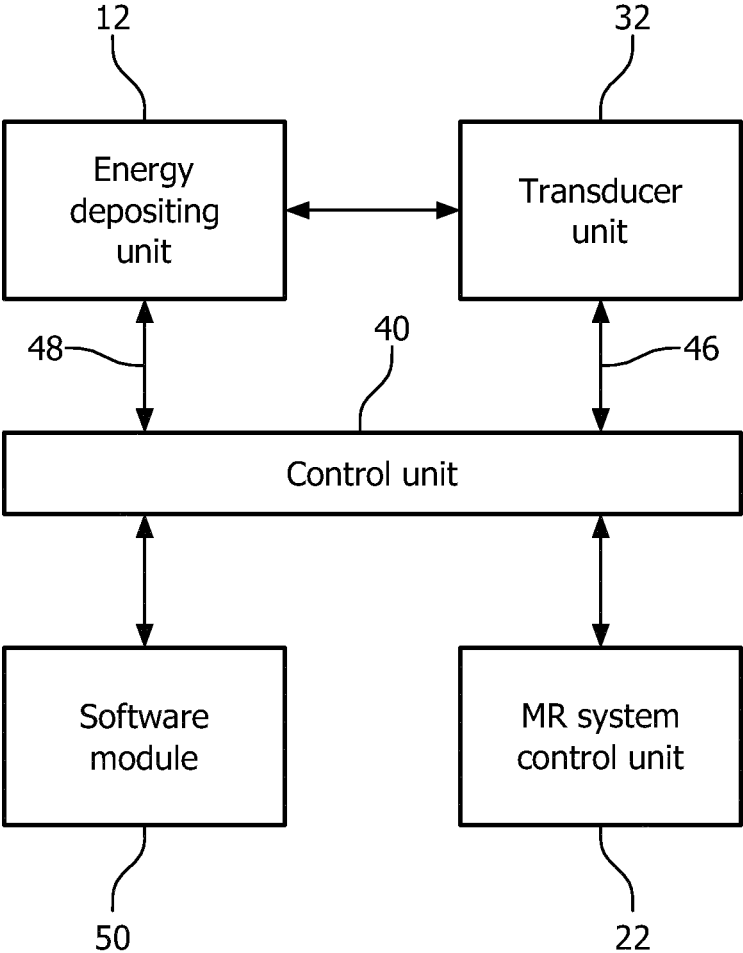 12
32
Energy
depositing
unit
Transducer
unit
48
40
46
Control unit
Software
module
MR system
control unit
50
22